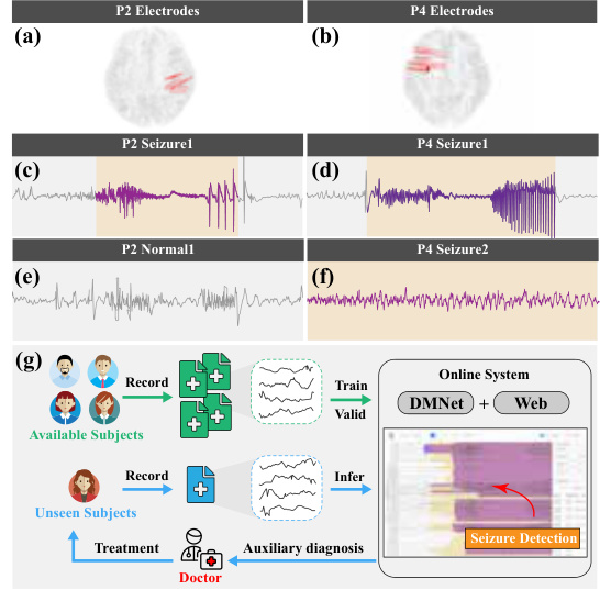 P2 Electrodes
P4 Electrodes
(a)
(b)
P2 Seizure1
P4 Seizure1
(c)
(d)
P2 Normal1
P4 Seizure2
(e)
(f)
(g)
Record
Train
Valid
Available Subjects
Online System
DMNet + Web
Record
Infer
Unseen Subjects
Seizure Detection
Treatment
Auxiliary diagnosis
Doctor